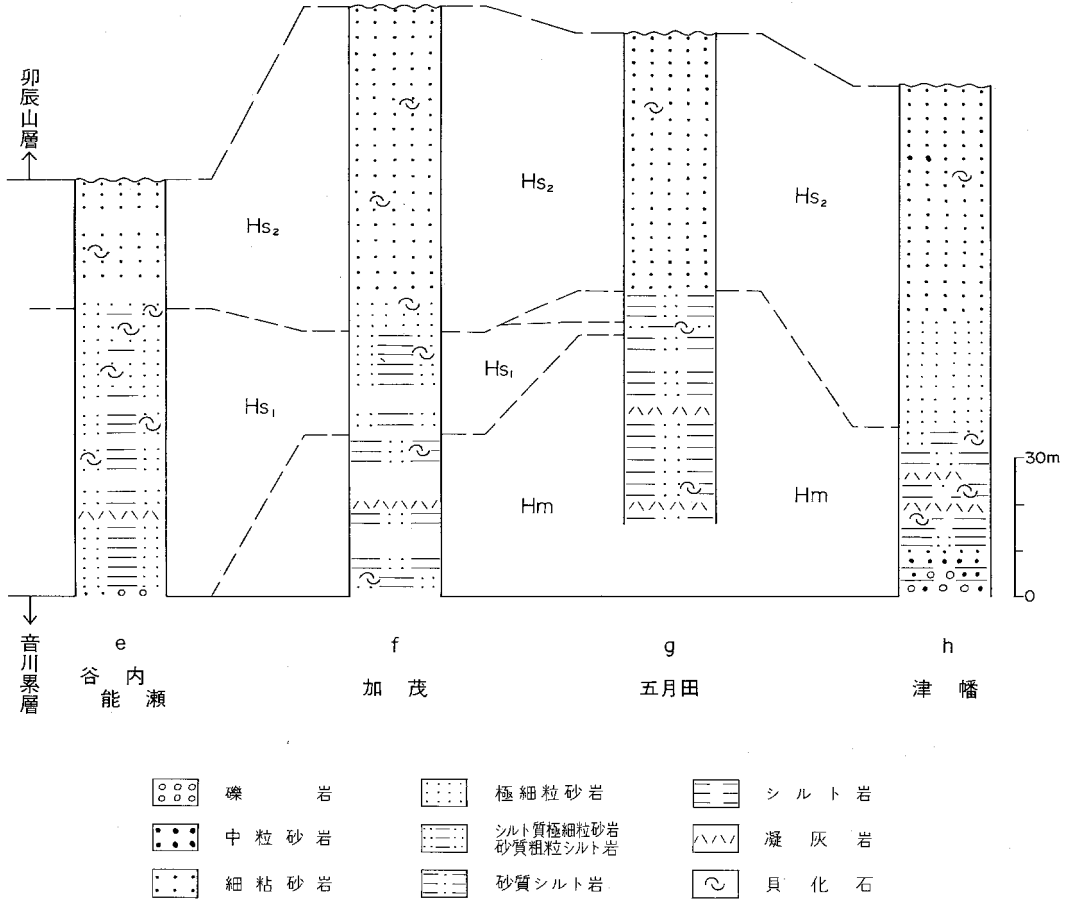 卯辰山層
Hs₂
Hs₂
Hs₂
Hs₁
Hs₁
Hm
Hm
30m
0
音川累層
e
谷内
能瀬
f
加茂
g
五月田
h
津幡
礫岩
極細粒砂岩
シルト岩
中粒砂岩
シルト質極細粒砂岩
砂質粗粒シルト岩
凝灰岩
細粘砂岩
砂質シルト岩
貝化石